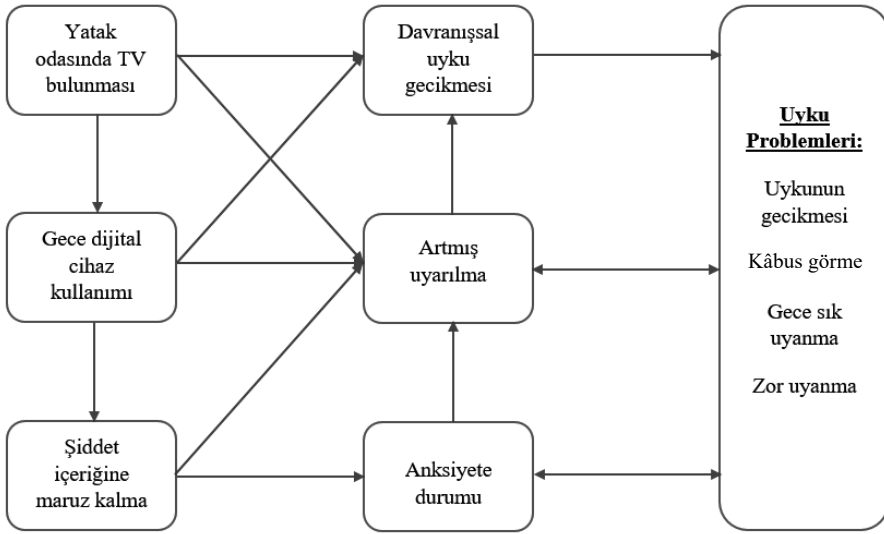 Yatak
odasında TV
bulunması
Davranışsal
uyku
gecikmesi
Gece dijital
cihaz
kullanımı
Artmış
uyarılma
Şiddet
içeriğine
maruz kalma
Anksiyete
durumu
Uyku
Problemleri:
Uykunun
gecikmesi
Kâbus görme
Gece sık
uyanma
Zor uyanma